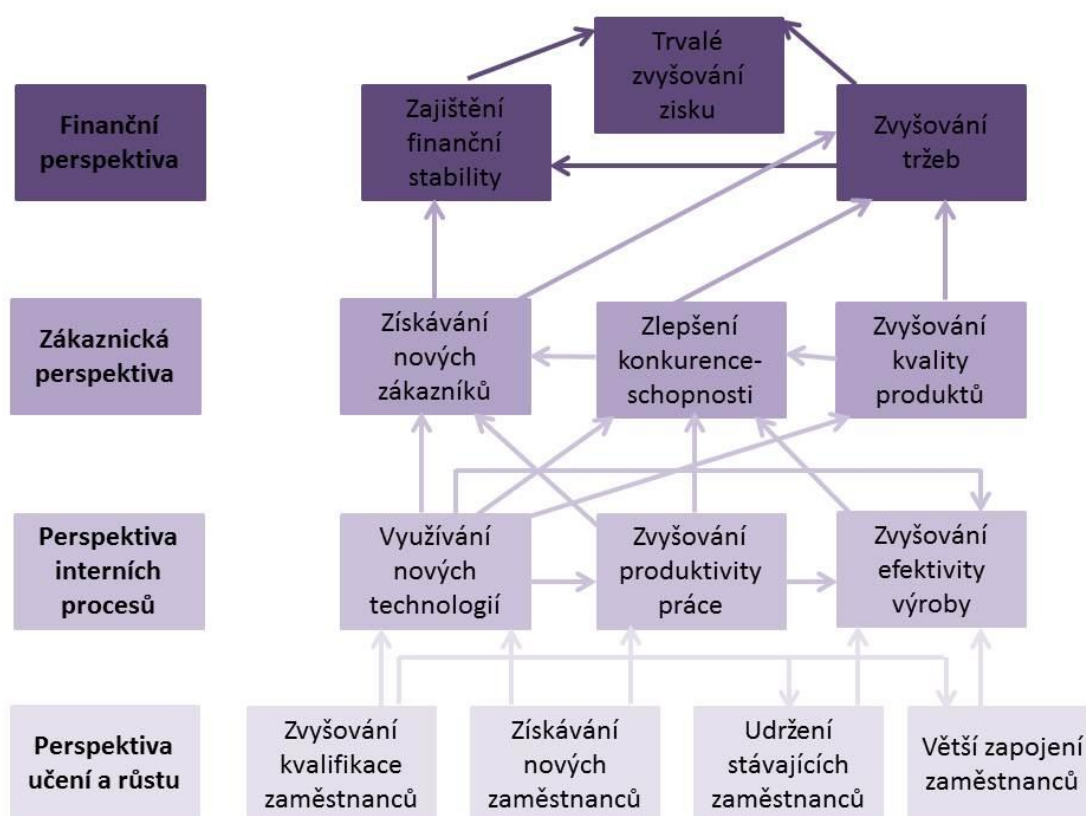 Trvalé
zvyšování
zisku
Finanční
perspektiva
Zajištění
finanční
stability
Zvyšování
tržeb
Zákaznická
perspektiva
Získávání
nových
zákazníků
Zlepšení
konkurence-
schopnosti
Zvyšování
kvality
produktů
Perspektiva
interních
procesů
Využívání
nových
technologií
Zvyšování
produktivity
práce
Zvyšování
efektivity
výroby
Perspektiva
učení a růstu
Zvyšování
kvalifikace
zaměstnanců
Získávání
nových
zaměstnanců
Udržení
stávajících
zaměstnanců
Větší zapojení
zaměstnanců